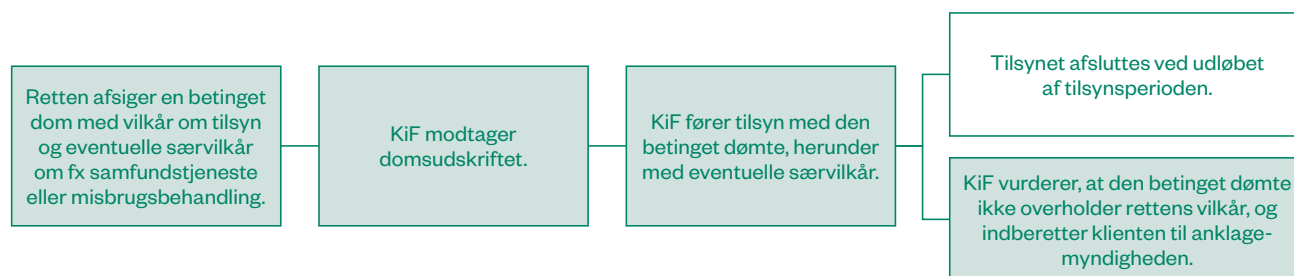 Retten afsiger en betinget
dom med vilkår om tilsyn
og eventuelle særvilkår
om fx samfundstjeneste
eller misbrugsbehandling.
KiF modtager
domsudskriftet.
KiF fører tilsyn med den
betinget dømte, herunder
med eventuelle særvilkår.
Tilsynet afsluttes ved udløbet
af tilsynsperioden.
KiF vurderer, at den betinget dømte
ikke overholder rettens vilkår, og
indberetter klienten til anklage-
myndigheden.